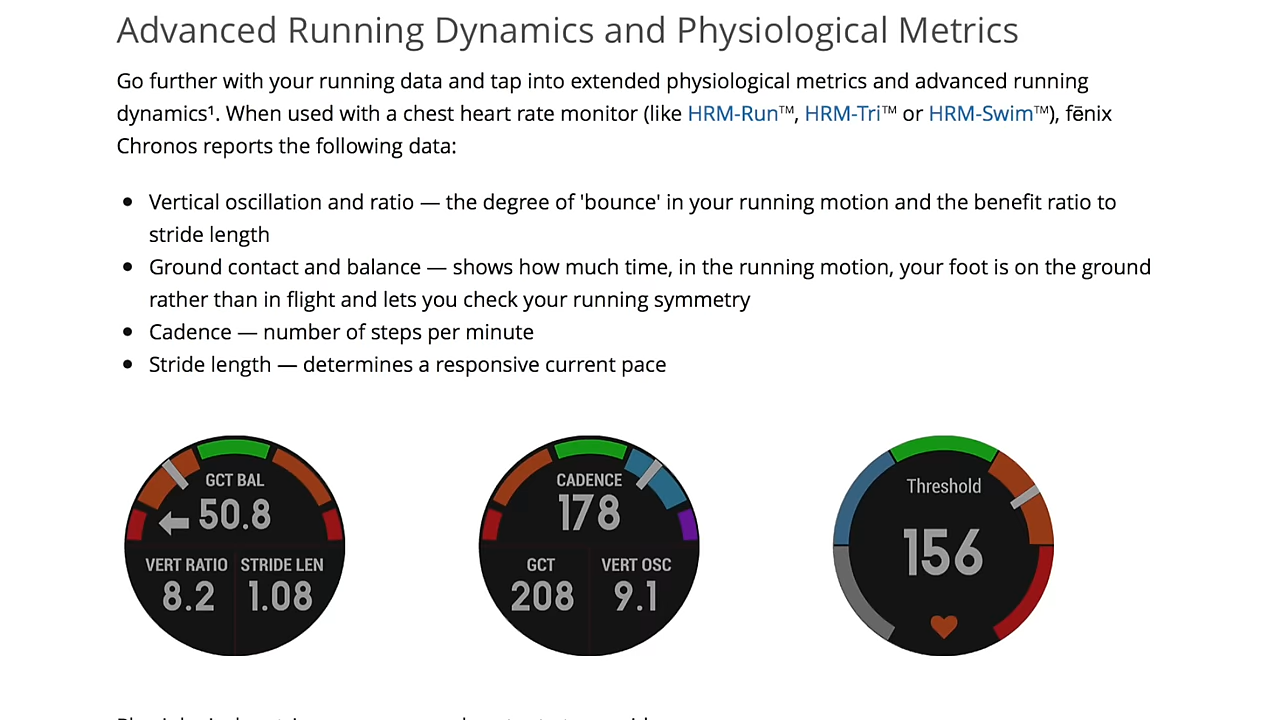 Advanced Running Dynamics and Physiological Metrics
Go further with your running data and tap into extended physiological metrics and advanced running
dynamics¹. When used with a chest heart rate monitor (like HRM-Run™, HRM-Tri™ or HRM-Swim™), fēnix
Chronos reports the following data:
• Vertical oscillation and ratio — the degree of 'bounce' in your running motion and the benefit ratio to
stride length
• Ground contact and balance — shows how much time, in the running motion, your foot is on the ground
rather than in flight and lets you check your running symmetry
• Cadence — number of steps per minute
• Stride length — determines a responsive current pace
GCT BAL
50.8
VERT RATIO STRIDE LEN
8.2 1.08
CADENCE
178
GCT VERT OSC
208 9.1
Threshold
156